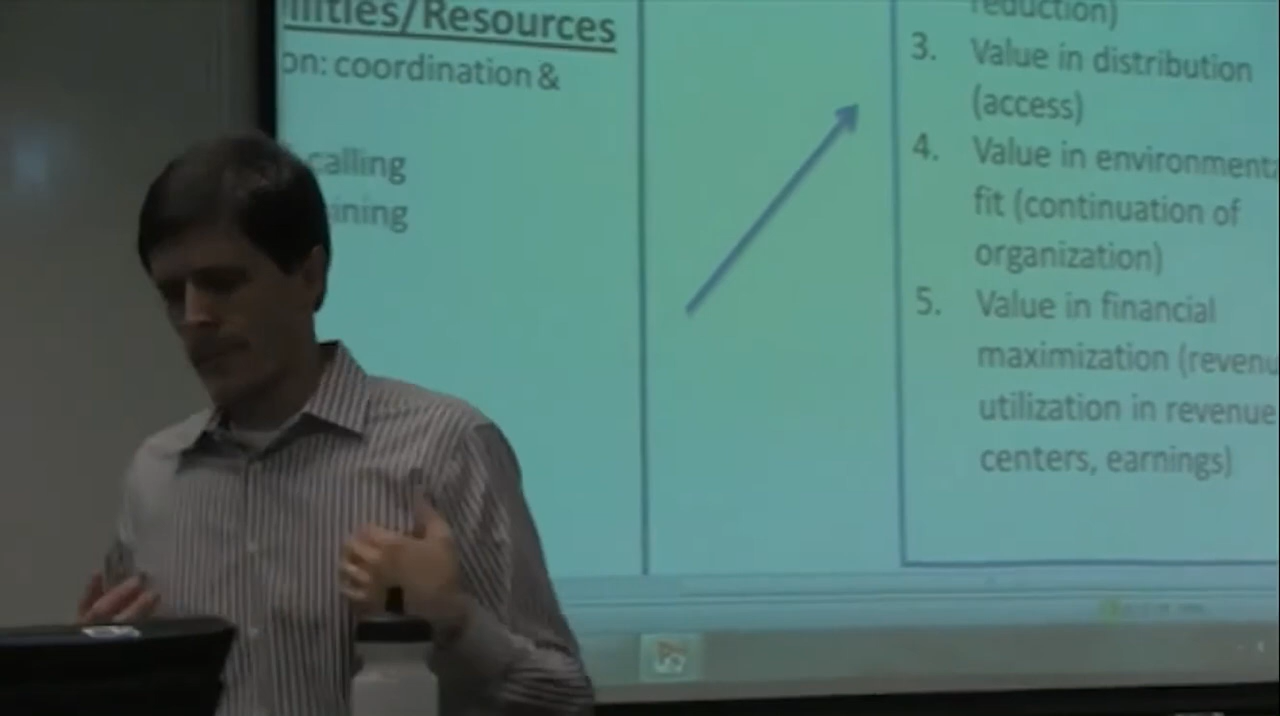 ilities/Resources
on: coordination &
calling
ining
reduction)
3. Value in distribution
(access)
4. Value in environmenta
fit (continuation of
organization)
5. Value in financial
maximization (revenu
utilization in revenue
centers, earnings)